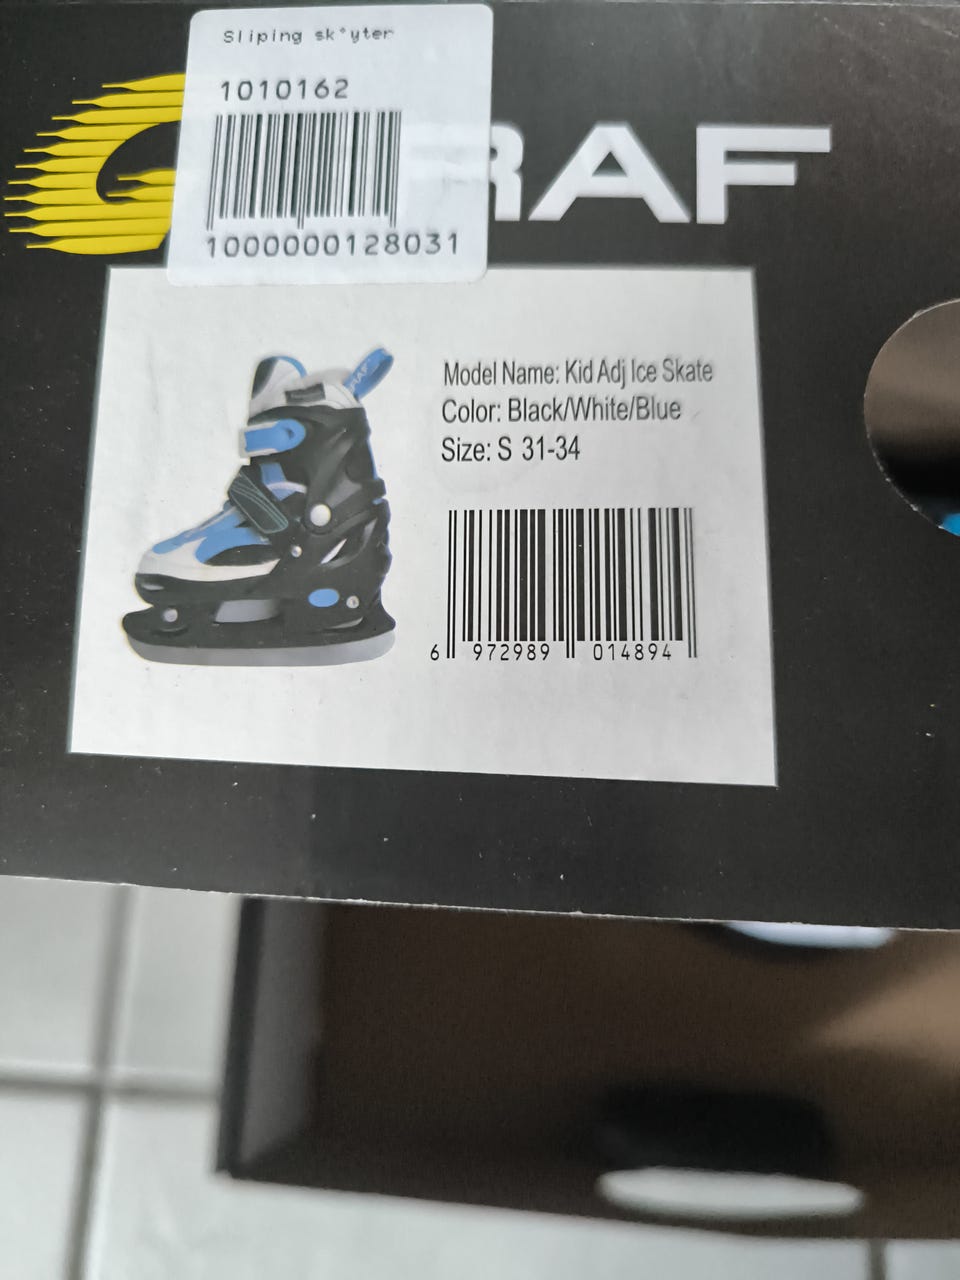 Sliping sk*yter
1010162
1000000128031
RAF
Model Name: Kid Adj Ice Skate
Color: Black/White/Blue
Size: S 31-34
6 972989 014894